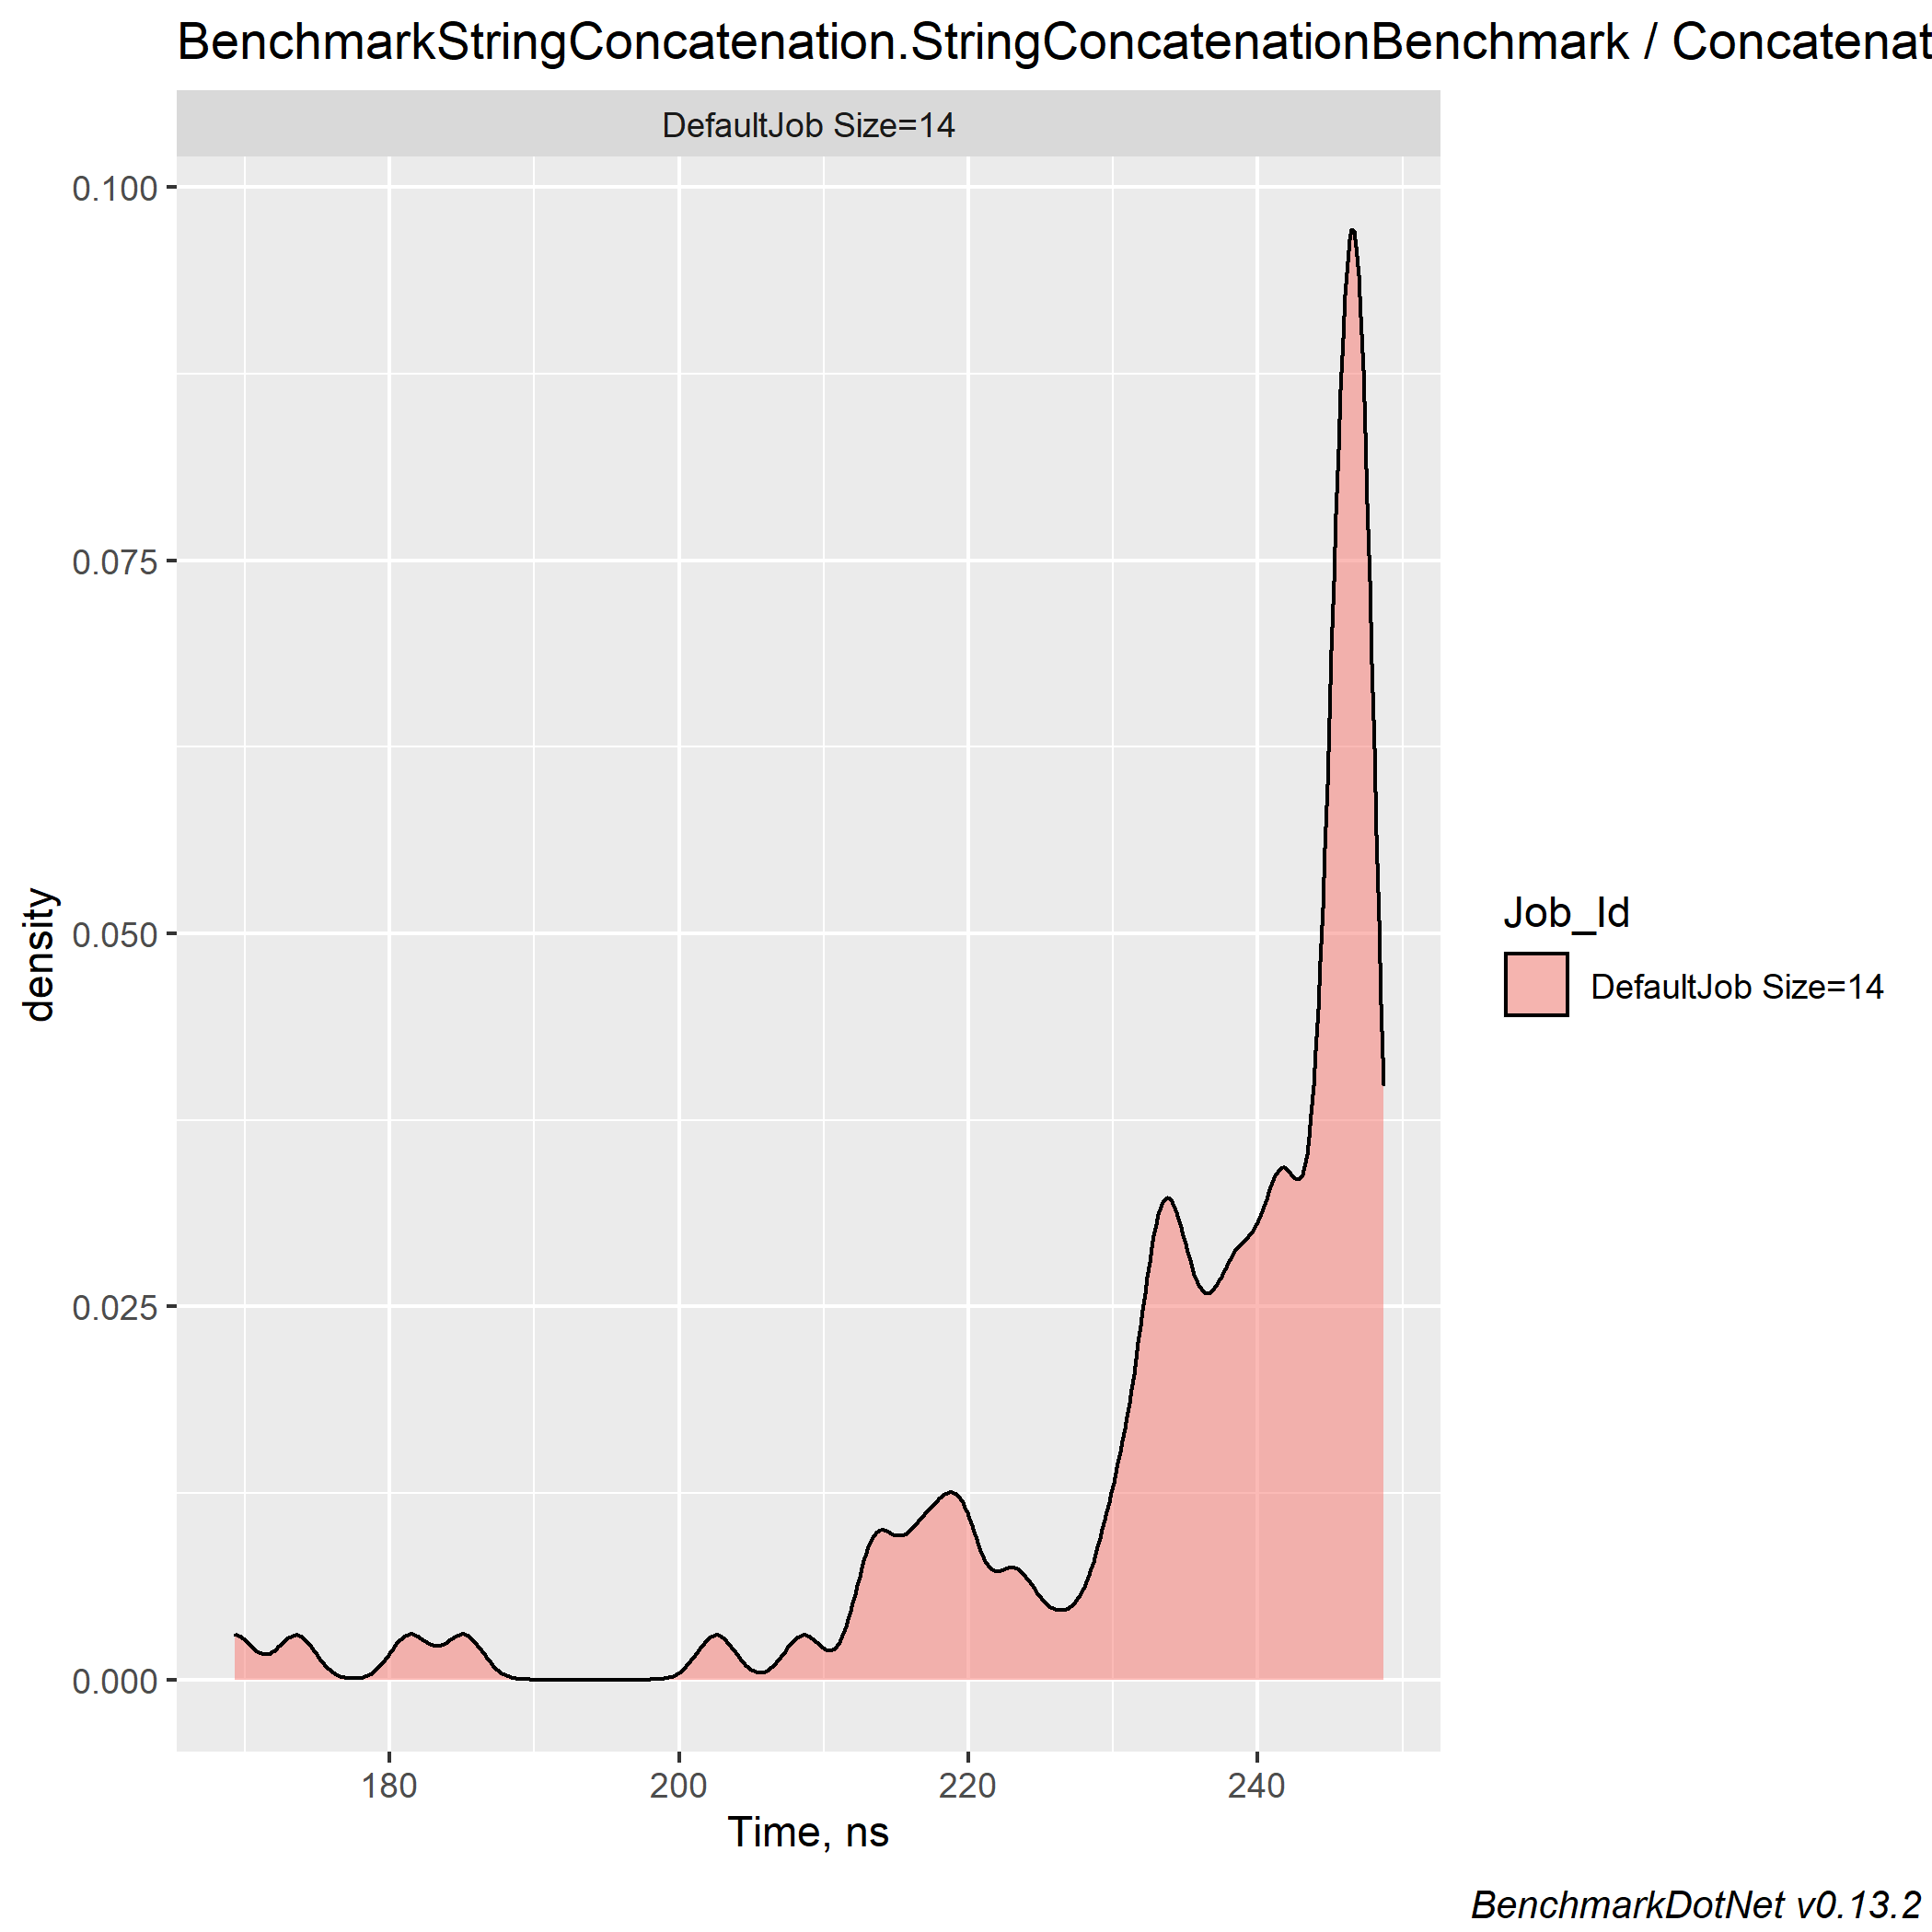 BenchmarkStringConcatenation.StringConcatenationBenchmark / Concatenat
DefaultJob Size=14
0.100
0.075
0.050
0.025
0.000
density
180 200 220 240
Time, ns
Job_Id
DefaultJob Size=14
BenchmarkDotNet v0.13.2